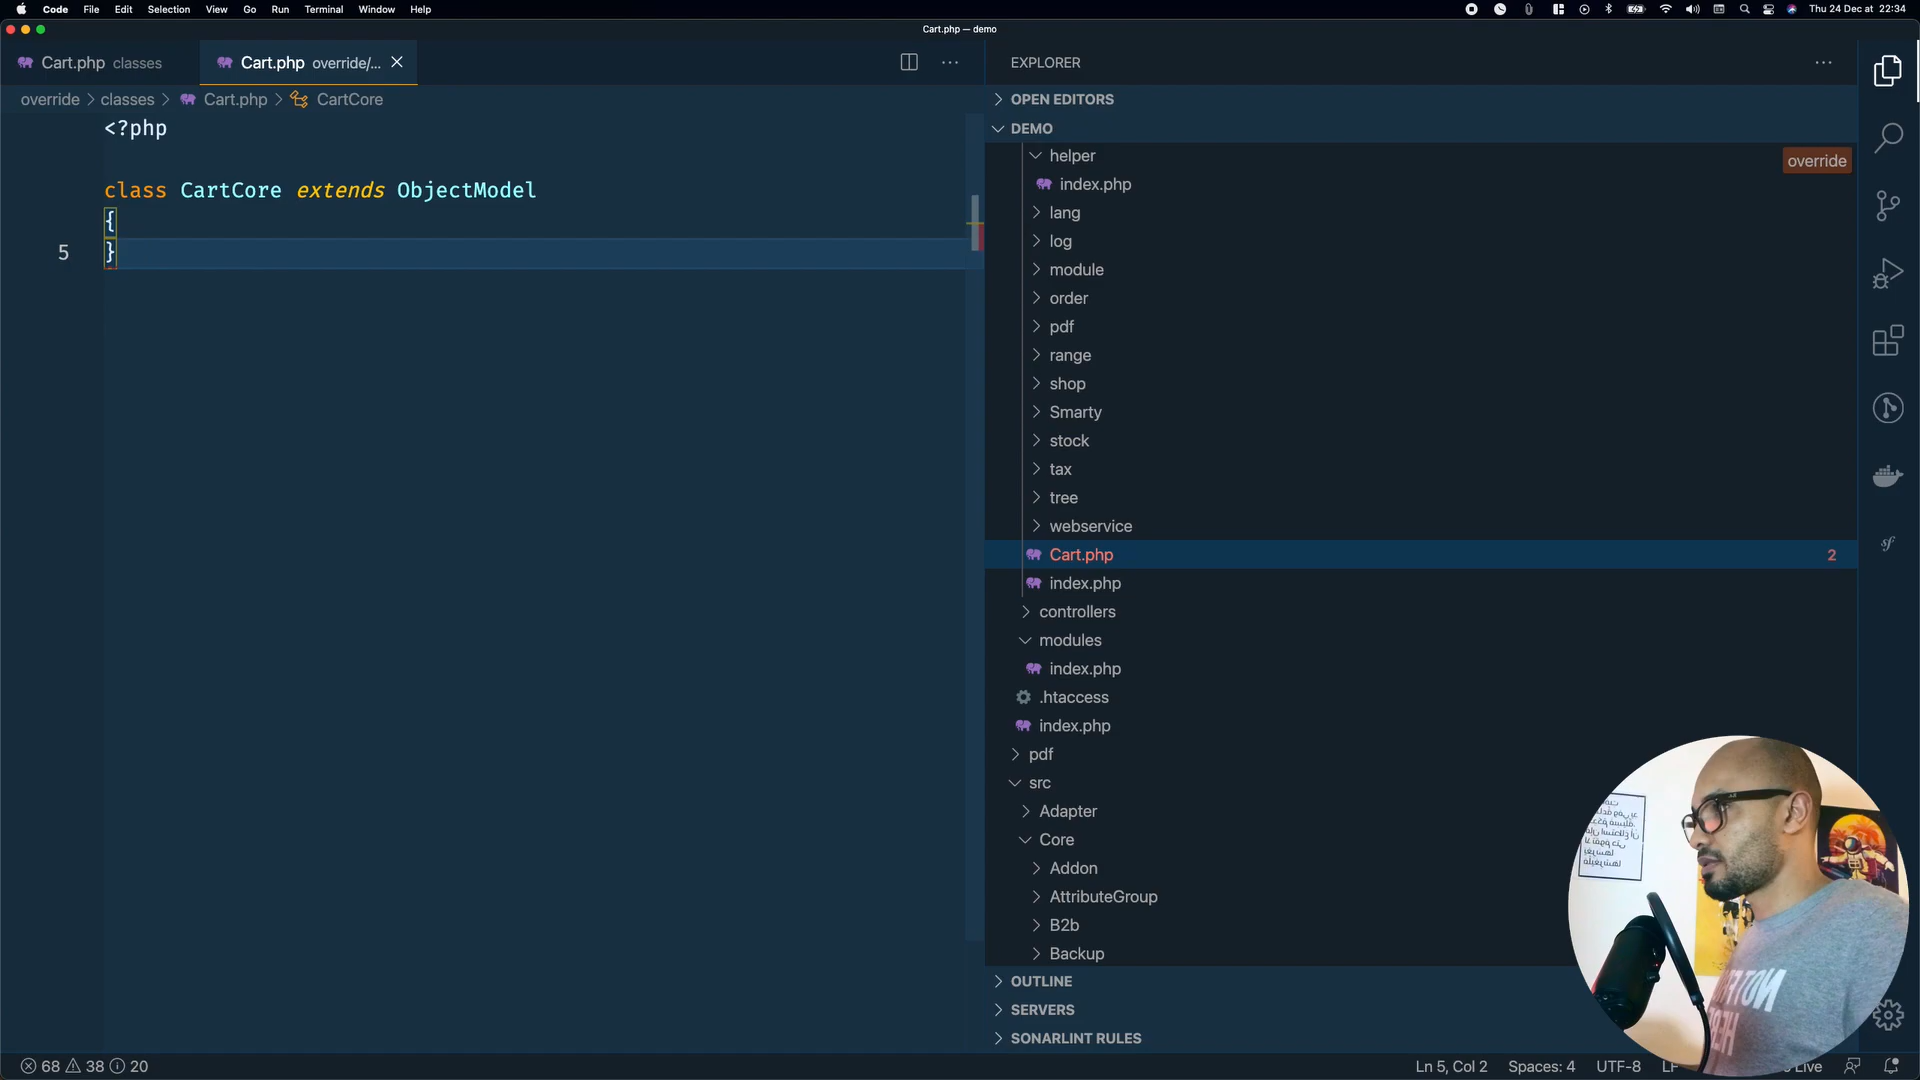 Code File Edit Selection View Go Run Terminal Window Help
Thu 24 Dec at 22:34
Cart.php — demo
Cart.php classes
Cart.php override/...
override > classes > Cart.php > CartCore
<?php
class CartCore extends ObjectModel
{
5 }
EXPLORER
OPEN EDITORS
DEMO
override
helper
index.php
lang
log
module
order
pdf
range
shop
Smarty
stock
tax
tree
webservice
Cart.php 2
index.php
controllers
modules
index.php
.htaccess
index.php
pdf
src
Adapter
Core
Addon
AttributeGroup
B2b
Backup
OUTLINE
SERVERS
SONARLINT RULES
68 38 20
Ln 5, Col 2 Spaces: 4 UTF-8 LF Live